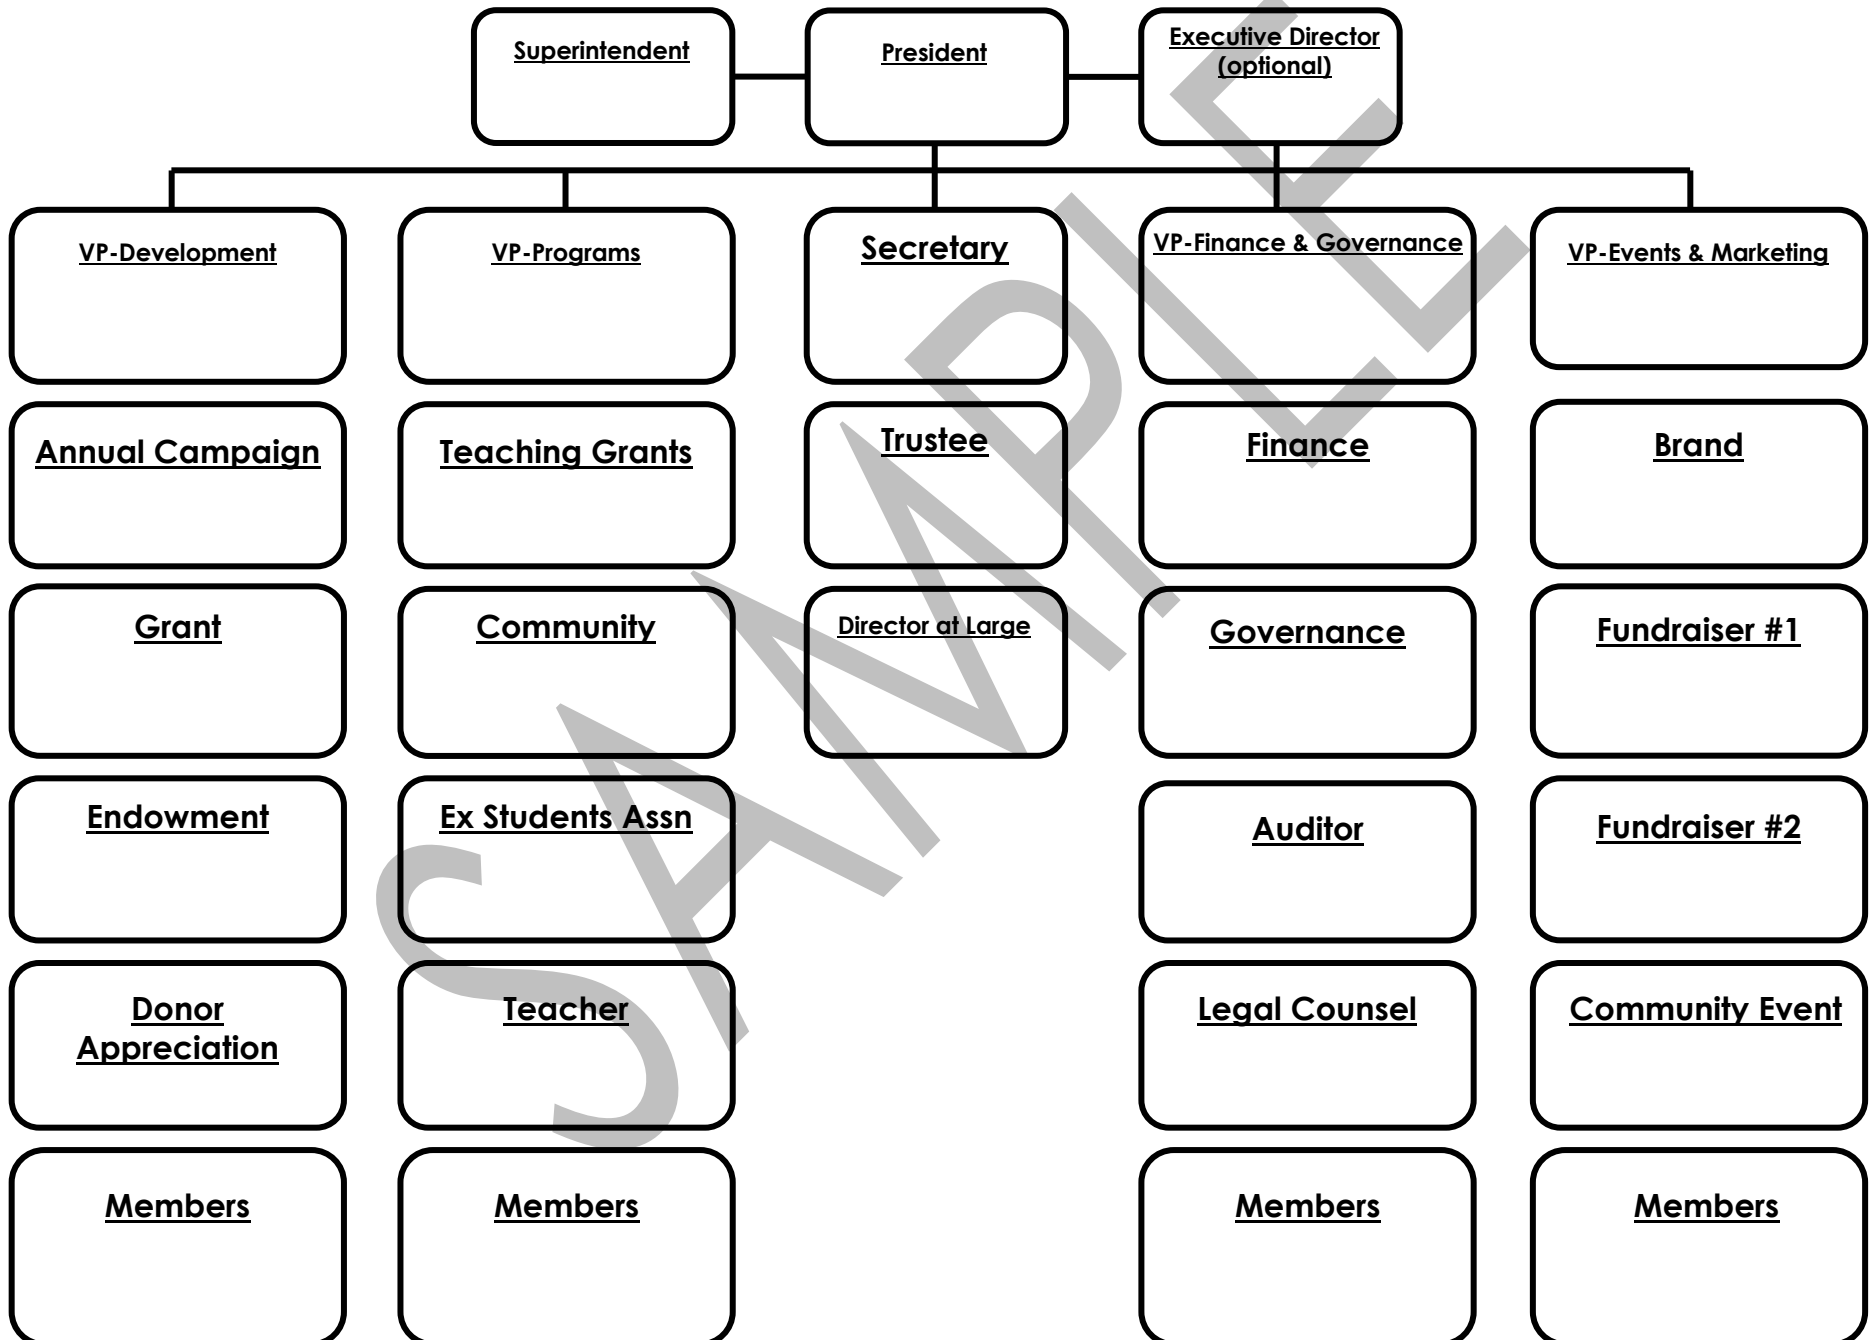 Superintendent
President
Executive Director
(optional)
VP-Development
VP-Programs
Secretary
VP-Finance & Governance
VP-Events & Marketing
Annual Campaign
Teaching Grants
Trustee
Finance
Brand
Grant
Community
Director at Large
Governance
Fundraiser #1
Endowment
Ex Students Assn
Auditor
Fundraiser #2
Donor
Appreciation
Teacher
Legal Counsel
Community Event
Members
Members
Members
Members
SAMPLE